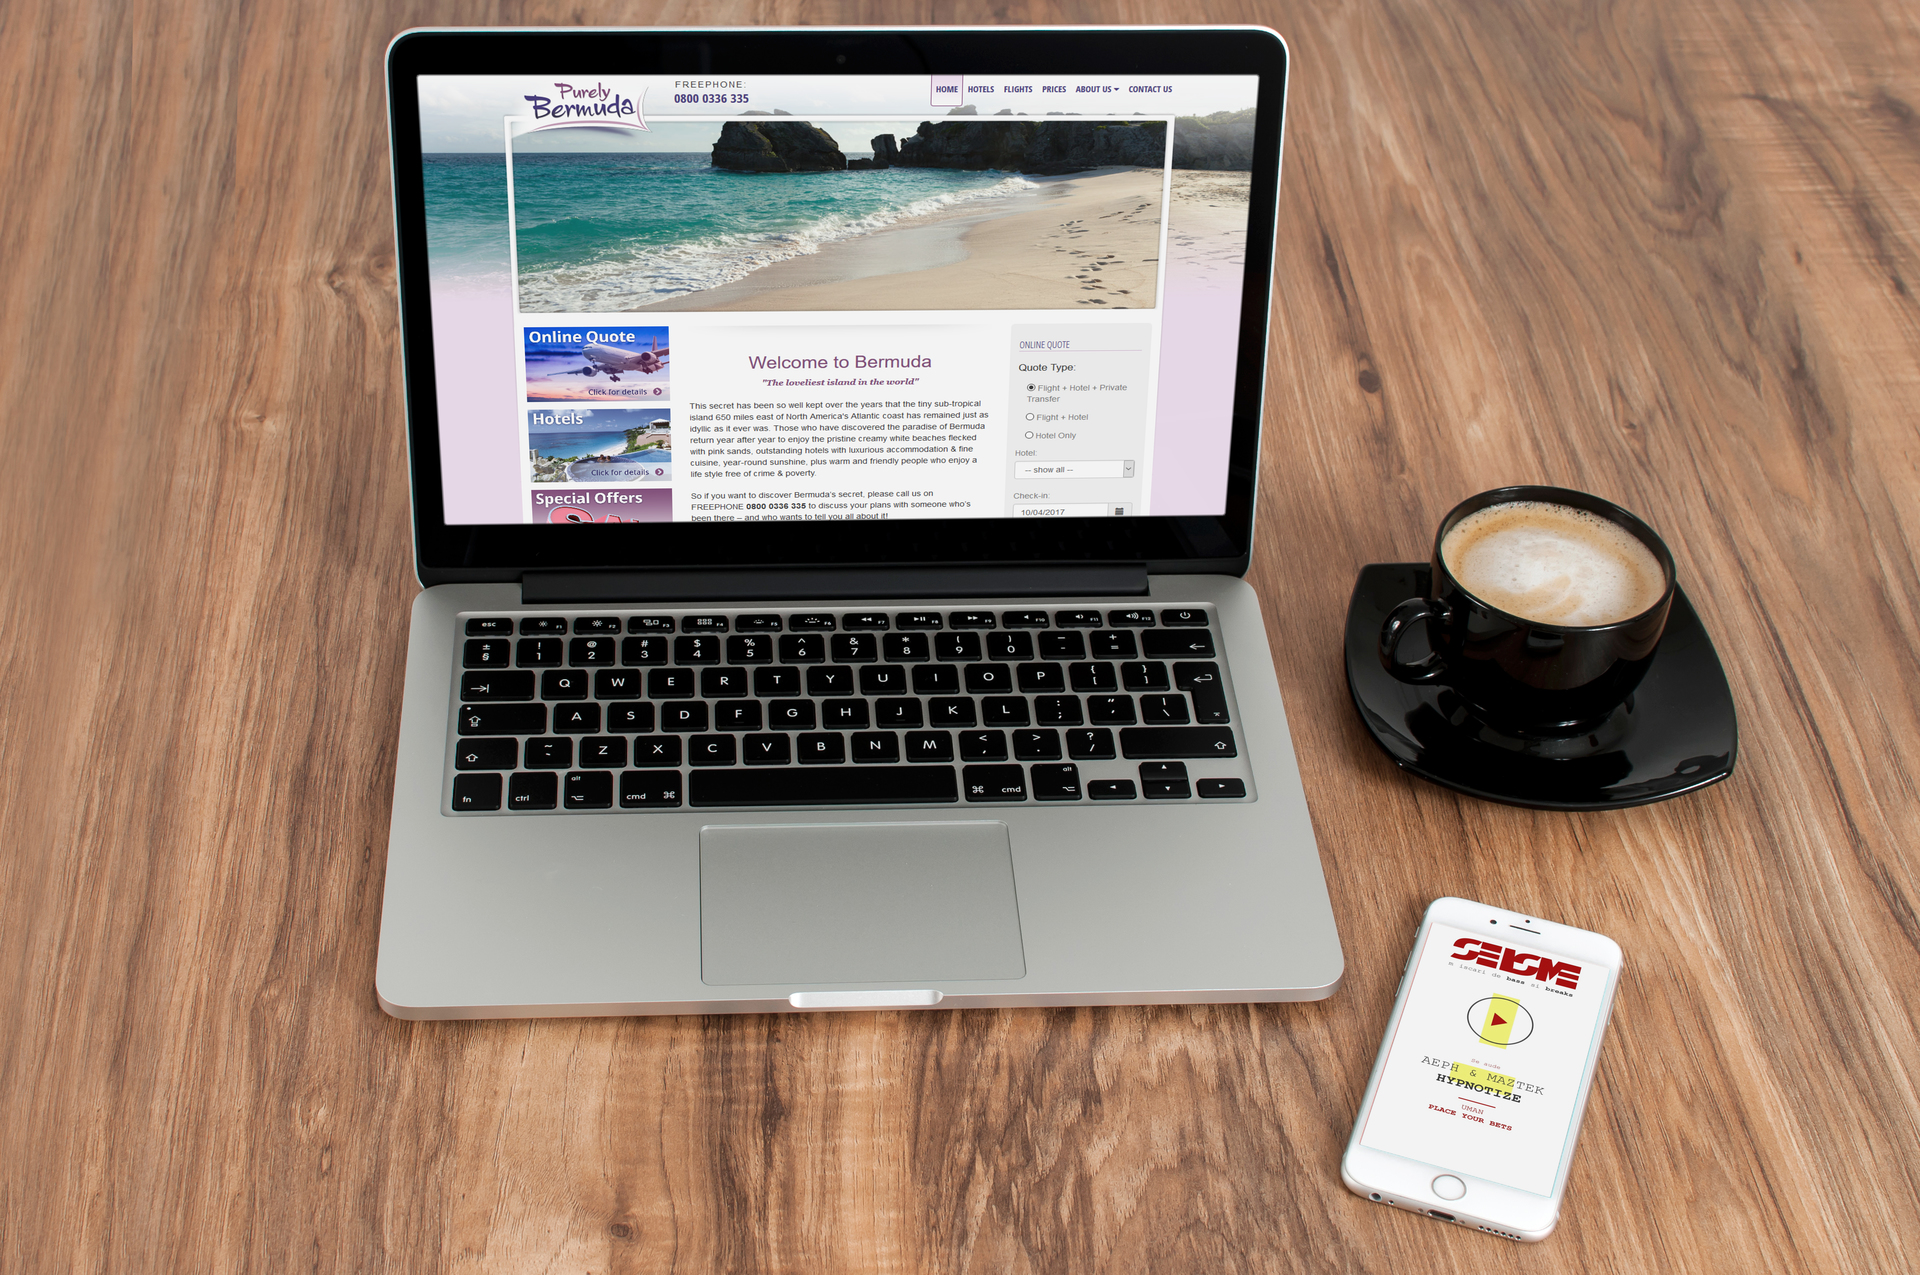 Purely
Bermuda
FREEPHONE:
0800 0336 335
HOME HOTELS FLIGHTS PRICES ABOUT US CONTACT US
Online Quote
Click for details
Hotels
Click for details
Special Offers
Welcome to Bermuda
"The loveliest island in the world"
This secret has been so well kept over the years that the tiny sub-tropical
island 650 miles east of North America's Atlantic coast has remained just as
idyllic as it ever was. Those who have discovered the paradise of Bermuda
return year after year to enjoy the pristine creamy white beaches flecked
with pink sands, outstanding hotels with luxurious accommodation & fine
cuisine, year-round sunshine, plus warm and friendly people who enjoy a
life style free of crime & poverty.
So if you want to discover Bermuda's secret, please call us on
FREEPHONE 0800 0336 335 to discuss your plans with someone who's
been there – and who wants to tell you all about it!
ONLINE QUOTE
Quote Type:
Flight + Hotel + Private
Transfer
Flight + Hotel
Hotel Only
Hotel:
-- show all --
Check-in:
10/04/2017
esc F1 F2 F3 F4 F5 F6 F7 F8 F9 F10 F11 F12
± ! @ # $ % ^ & * ( ) _ +
§ 1 2 3 4 5 6 7 8 9 0 - =
Q W E R T Y U I O P { }
[ ]
A S D F G H J K L : " |
; ' \
~ Z X C V B N M < > ?
` , . /
fn ctrl alt cmd ⌘ ⌘ cmd alt
SEISME
m iscari de bass si breaks
Se aude
AEPH & MAZTEK
HYPNOTIZE
UMAN
PLACE YOUR BETS